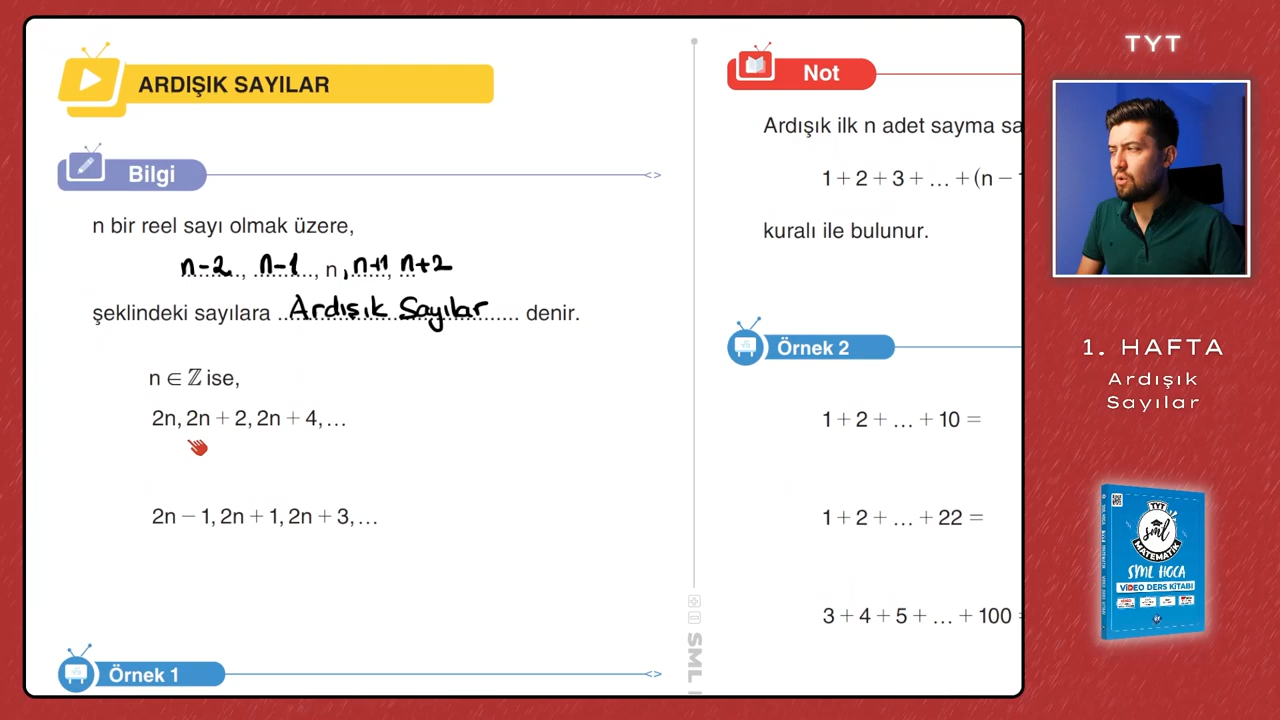 ARDIŞIK SAYILAR
Bilgi
n bir reel sayı olmak üzere,
n-2, n-1, n, n+1, n+2
şeklindeki sayılara Ardışık Sayılar denir.
n ∈ ℤ ise,
2n, 2n + 2, 2n + 4, ...
2n − 1, 2n + 1, 2n + 3, ...
Örnek 1
Not
Ardışık ilk n adet sayma sa
1 + 2 + 3 + ... + (n −
kuralı ile bulunur.
Örnek 2
1 + 2 + ... + 10 =
1 + 2 + ... + 22 =
3 + 4 + 5 + ... + 100
SML
TYT
1. HAFTA
Ardışık
Sayılar
TYT
sml
MATEMATİK
SML HOCA
VİDEO DERS KİTABI